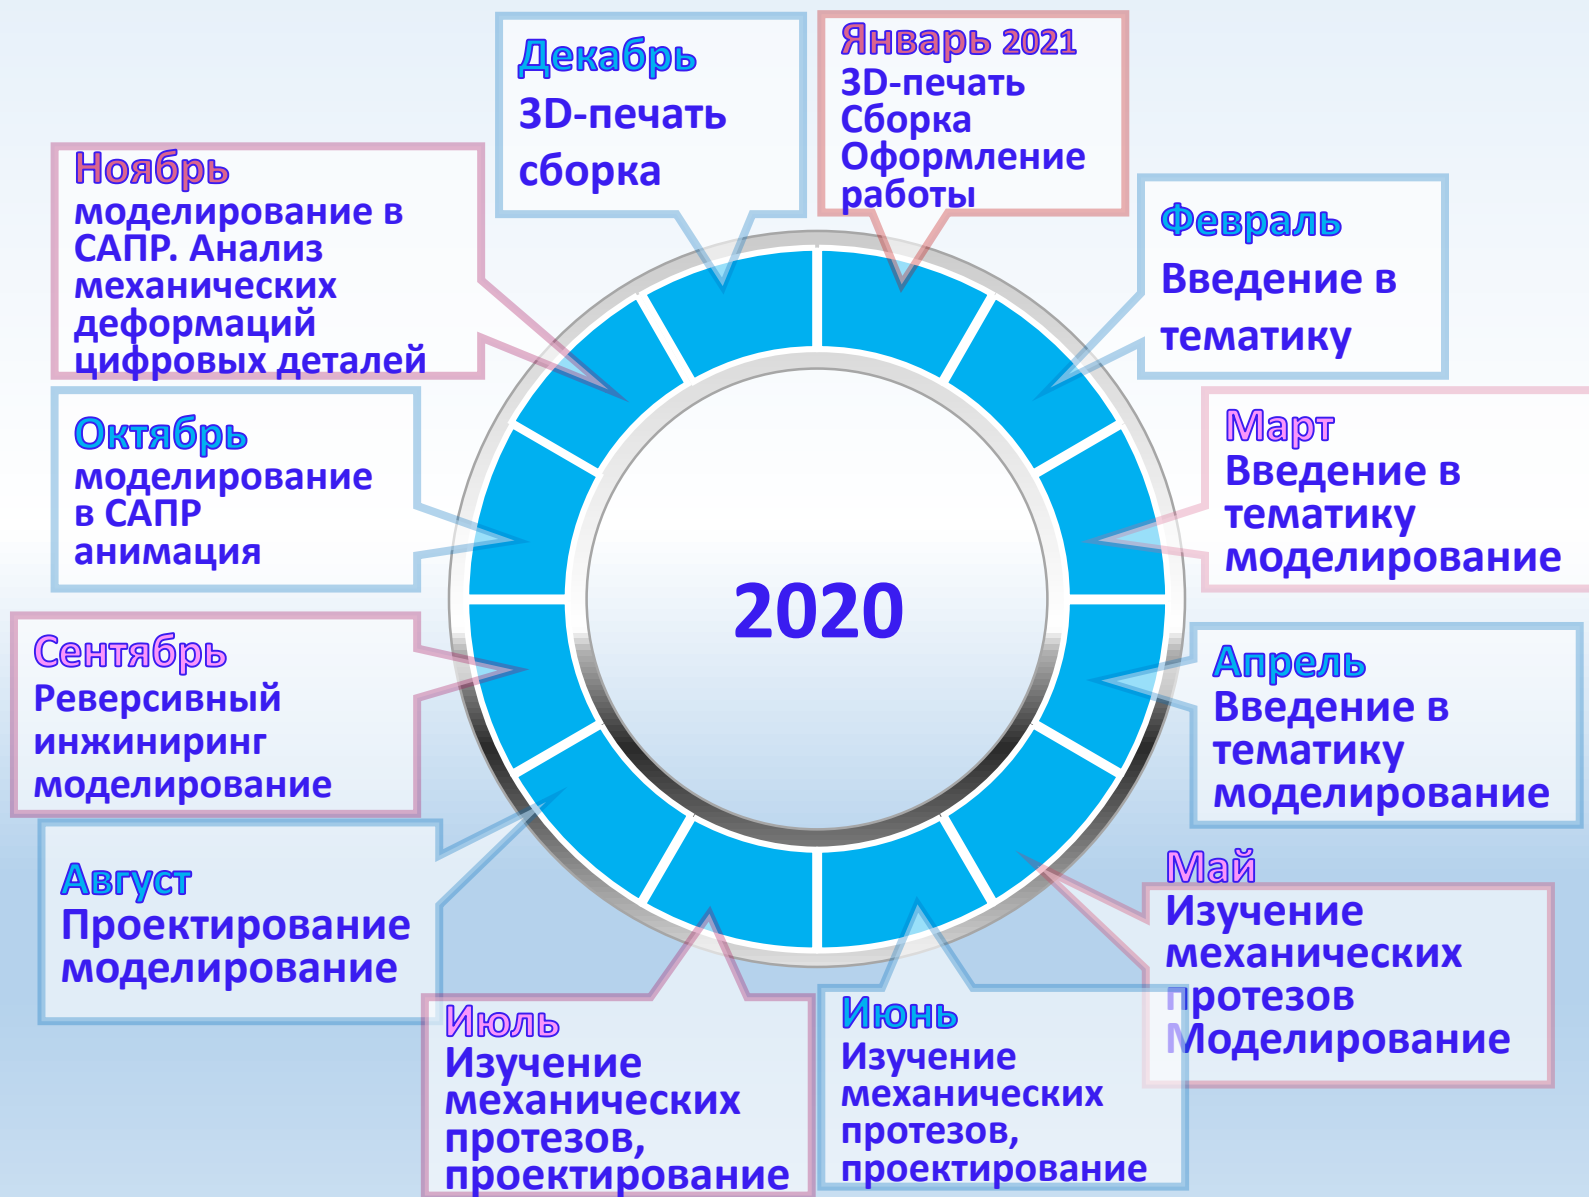 Декабрь
3D-печать
сборка
Январь 2021
3D-печать
Сборка
Оформление
работы
Февраль
Введение в
тематику
Март
Введение в
тематику
моделирование
Апрель
Введение в
тематику
моделирование
Май
Изучение
механических
протезов
Моделирование
Июнь
Изучение
механических
протезов,
проектирование
Июль
Изучение
механических
протезов,
проектирование
Август
Проектирование
моделирование
Сентябрь
Реверсивный
инжиниринг
моделирование
Октябрь
моделирование
в САПР
анимация
Ноябрь
моделирование в
САПР. Анализ
механических
деформаций
цифровых деталей
2020